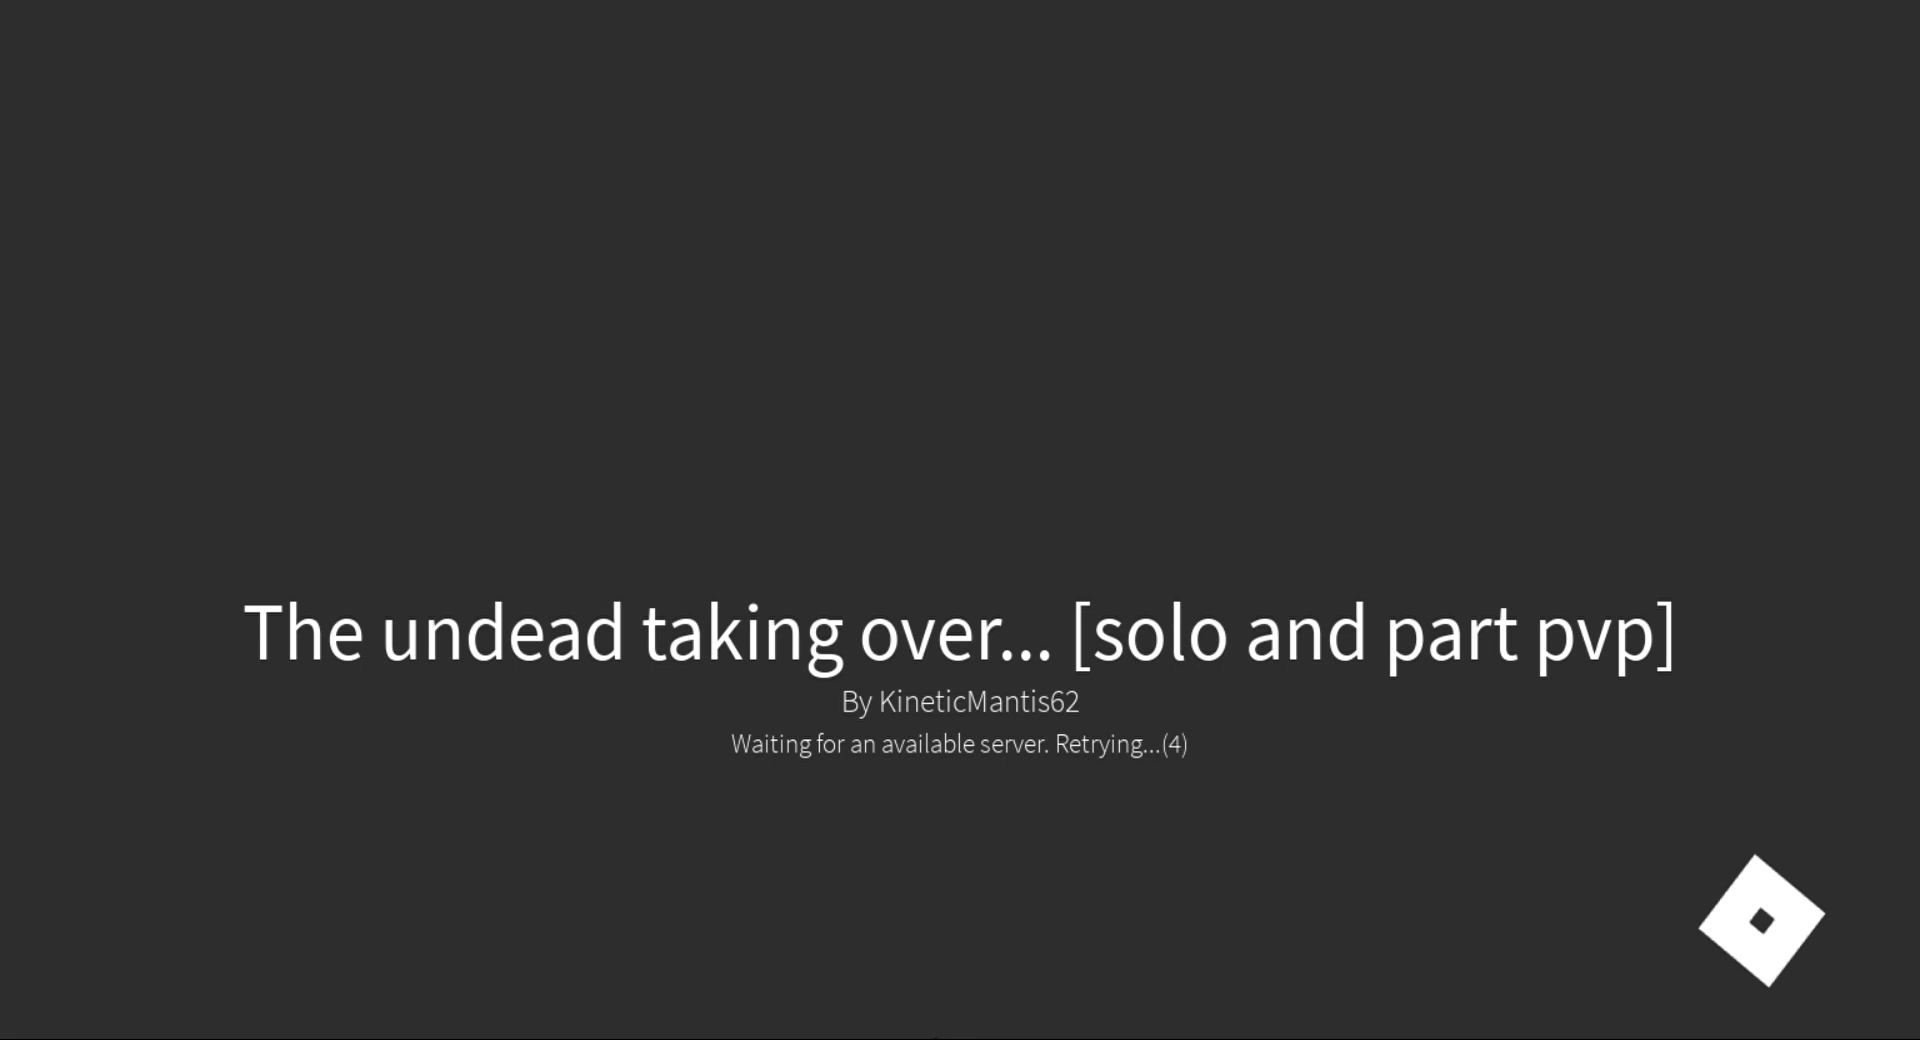 The undead taking over... [solo and part pvp]
By KineticMantis62
Waiting for an available server. Retrying...(4)